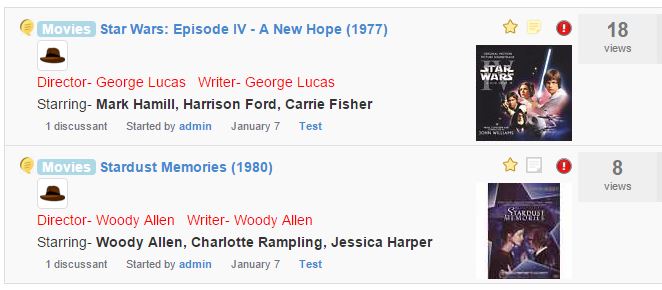 Movies Star Wars: Episode IV - A New Hope (1977)
18
views
STAR
WARS
IV
JOHN WILLIAMS
Director- George Lucas Writer- George Lucas
Starring- Mark Hamill, Harrison Ford, Carrie Fisher
1 discussant Started by admin January 7 Test
Movies Stardust Memories (1980)
8
views
STARDUST
MEMORIES
Director- Woody Allen Writer- Woody Allen
Starring- Woody Allen, Charlotte Rampling, Jessica Harper
1 discussant Started by admin January 7 Test